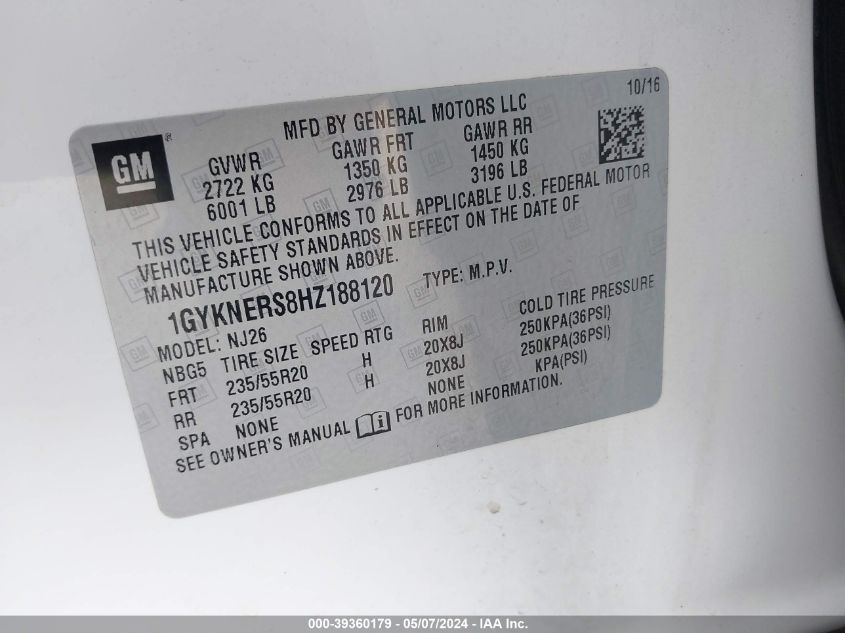 10/16
MFD BY GENERAL MOTORS LLC
GM ®
GVWR GAWR FRT GAWR RR
2722 KG 1350 KG 1450 KG
6001 LB 2976 LB 3196 LB
THIS VEHICLE CONFORMS TO ALL APPLICABLE U.S. FEDERAL MOTOR
VEHICLE SAFETY STANDARDS IN EFFECT ON THE DATE OF
MANUFACTURE SHOWN ABOVE.
1GYKNERS8HZ188120 TYPE: M.P.V.
MODEL: NJ26
NBG5 TIRE SIZE SPEED RTG RIM COLD TIRE PRESSURE
FRT 235/55R20 H 20X8J 250KPA(36PSI)
RR 235/55R20 H 20X8J 250KPA(36PSI)
SPA NONE NONE KPA(PSI)
SEE OWNER'S MANUAL i FOR MORE INFORMATION.
000-39360179 - 05/07/2024 - IAA Inc.